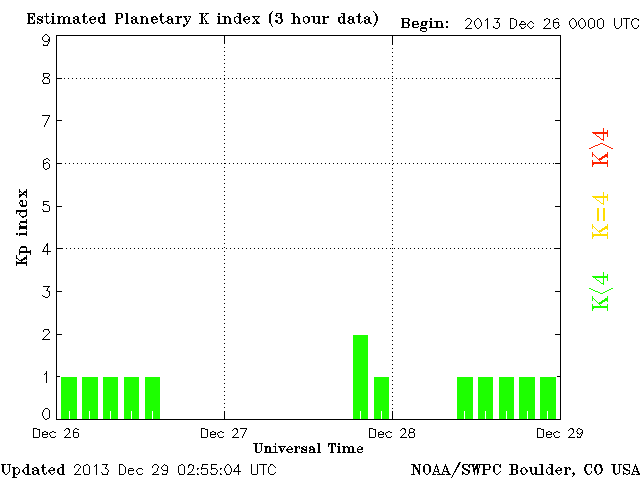 Estimated Planetary K index (3 hour data)
Begin: 2013 Dec 26 0000 UTC
9
8
7
6
5
4
3
2
1
0
Kp index
K>4
K=4
K<4
Dec 26 Dec 27 Dec 28 Dec 29
Universal Time
Updated 2013 Dec 29 02:55:04 UTC
NOAA/SWPC Boulder, CO USA